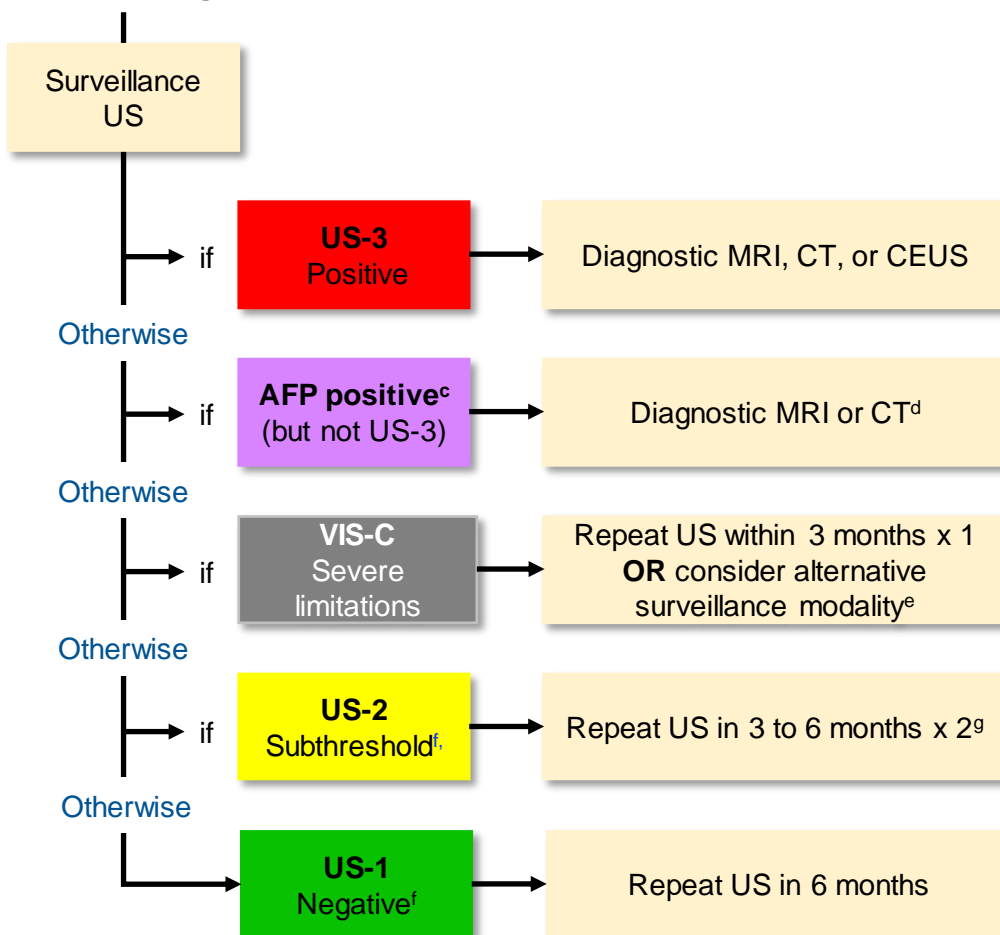 Surveillance
US
if
US-3
Positive
Diagnostic MRI, CT, or CEUS
Otherwise
if
AFP positiveᶜ
(but not US-3)
Diagnostic MRI or CTᵈ
Otherwise
if
VIS-C
Severe
limitations
Repeat US within 3 months x 1
OR consider alternative
surveillance modalityᵉ
Otherwise
if
US-2
Subthresholdᶠ,
Repeat US in 3 to 6 months x 2ᵍ
Otherwise
US-1
Negativeᶠ
Repeat US in 6 months